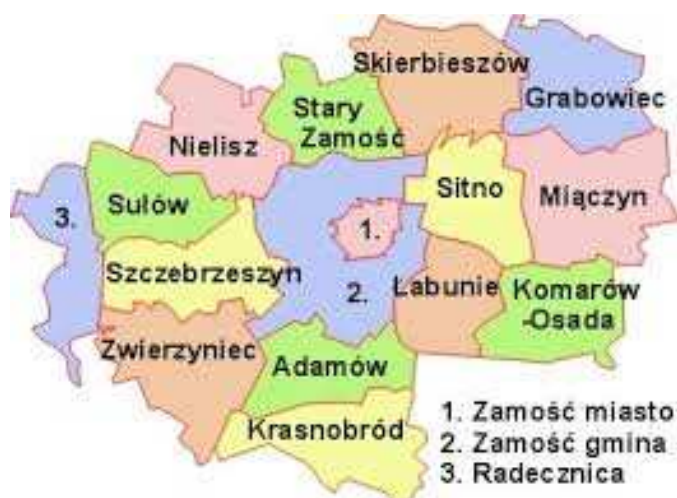 Skierbieszów
Grabowiec
Stary
Zamość
Nielisz
Sitno
Miączyn
Sułów
3.
1.
Szczebrzeszyn
2.
Łabunie
Komarów
-Osada
Zwierzyniec
Adamów
Krasnobród
1. Zamość miasto
2. Zamość gmina
3. Radecznica